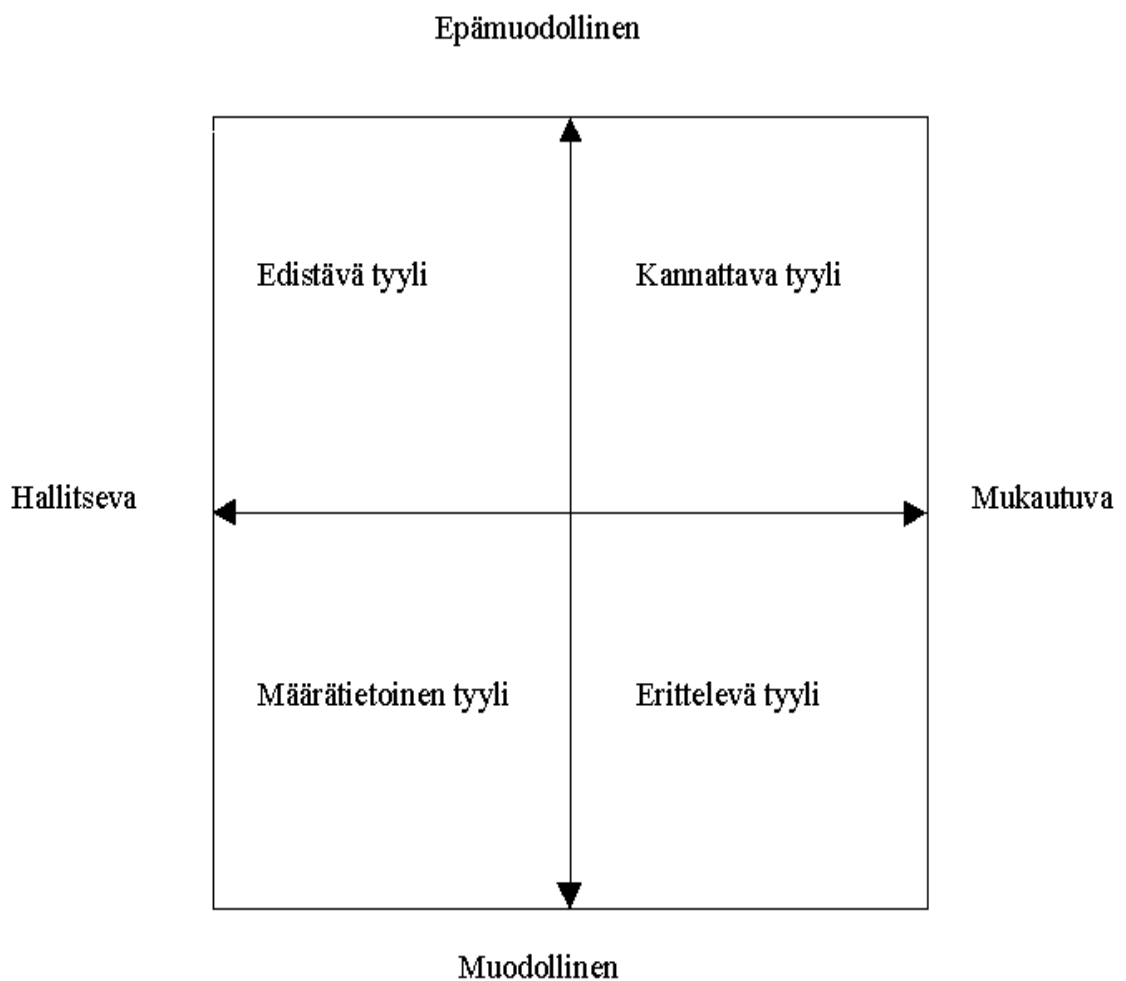 Epämuodollinen
Edistävä tyyli
Kannattava tyyli
Hallitseva
Mukautuva
Määrätietoinen tyyli
Erittelevä tyyli
Muodollinen